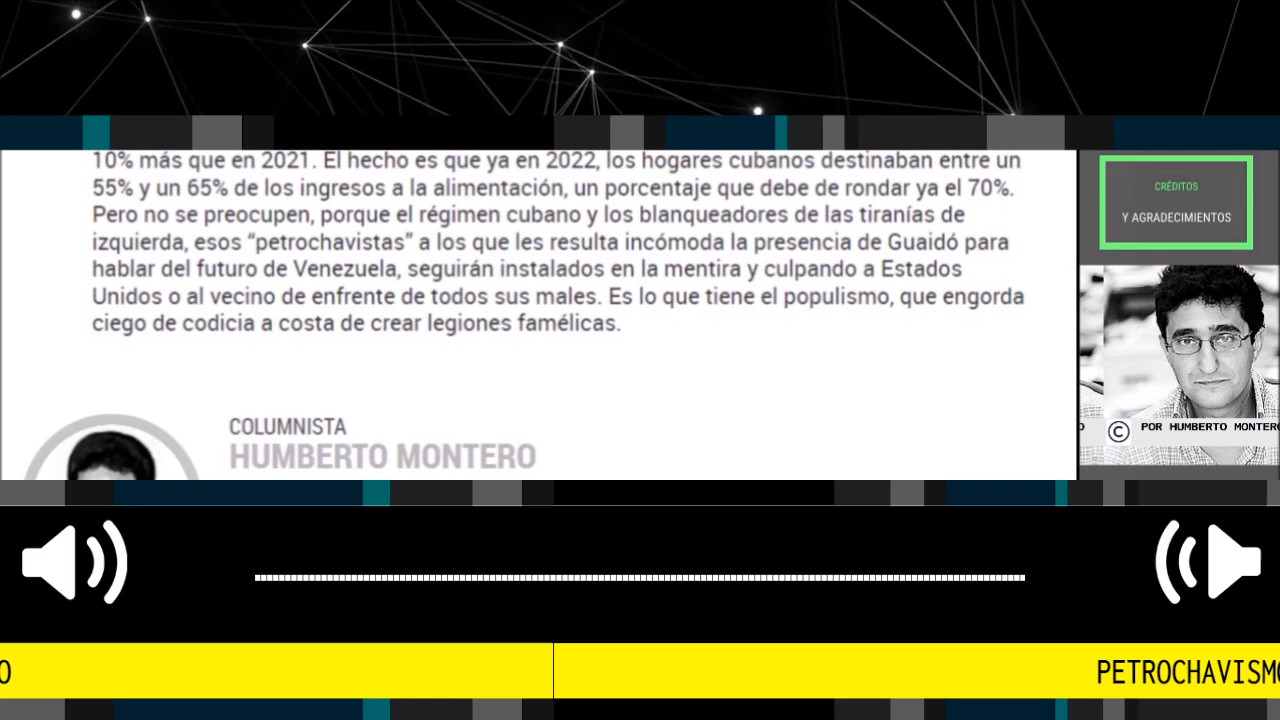 10% más que en 2021. El hecho es que ya en 2022, los hogares cubanos destinaban entre un
55% y un 65% de los ingresos a la alimentación, un porcentaje que debe de rondar ya el 70%.
Pero no se preocupen, porque el régimen cubano y los blanqueadores de las tiranías de
izquierda, esos “petrochavistas” a los que les resulta incómoda la presencia de Guaidó para
hablar del futuro de Venezuela, seguirán instalados en la mentira y culpando a Estados
Unidos o al vecino de enfrente de todos sus males. Es lo que tiene el populismo, que engorda
ciego de codicia a costa de crear legiones famélicas.
COLUMNISTA
HUMBERTO MONTERO
CRÉDITOS
Y AGRADECIMIENTOS
O © POR HUMBERTO MONTERO
O PETROCHAVISMO